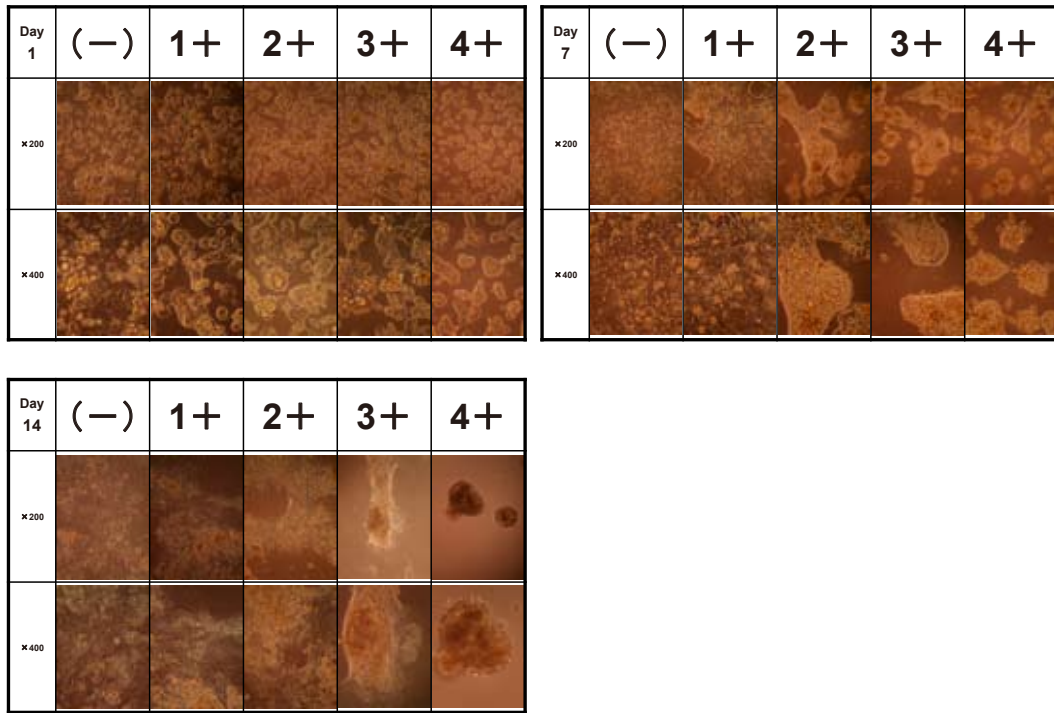 Day 1 (－) 1＋ 2＋ 3＋ 4＋
×200
×400
Day 7 (－) 1＋ 2＋ 3＋ 4＋
×200
×400
Day 14 (－) 1＋ 2＋ 3＋ 4＋
×200
×400